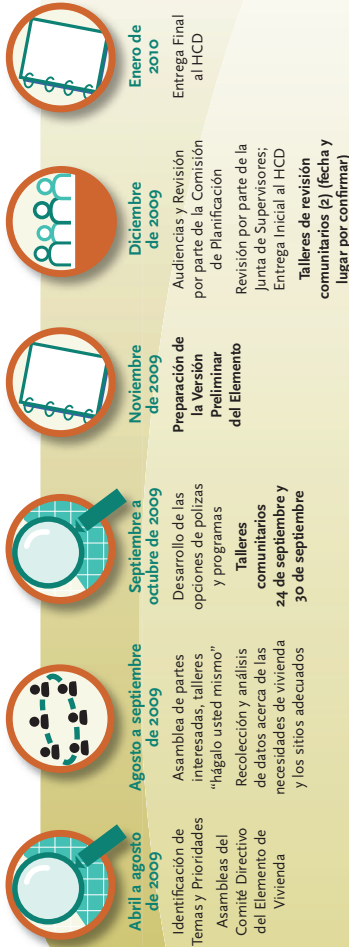 Abril a agosto
de 2009
Identificación de
Temas y Prioridades
Asambleas del
Comité Directivo
del Elemento de
Vivienda
Agosto a septiembre
de 2009
Asamblea de partes
interesadas, talleres
“hágalo usted mismo”
Recolección y análisis
de datos acerca de las
necesidades de vivienda
y los sitios adecuados
Septiembre a
octubre de 2009
Desarrollo de las
opciones de polizas
y programas
Talleres
comunitarios
24 de septiembre y
30 de septiembre
Noviembre
de 2009
Preparación de
la Versión
Preliminar
del Elemento
Diciembre
de 2009
Audiencias y Revisión
por parte de la Comisión
de Planificación
Revisión por parte de la
Junta de Supervisores;
Entrega Inicial al HCD
Talleres de revisión
comunitarios (2) (fecha y
lugar por confirmar)
Enero de
2010
Entrega Final
al HCD